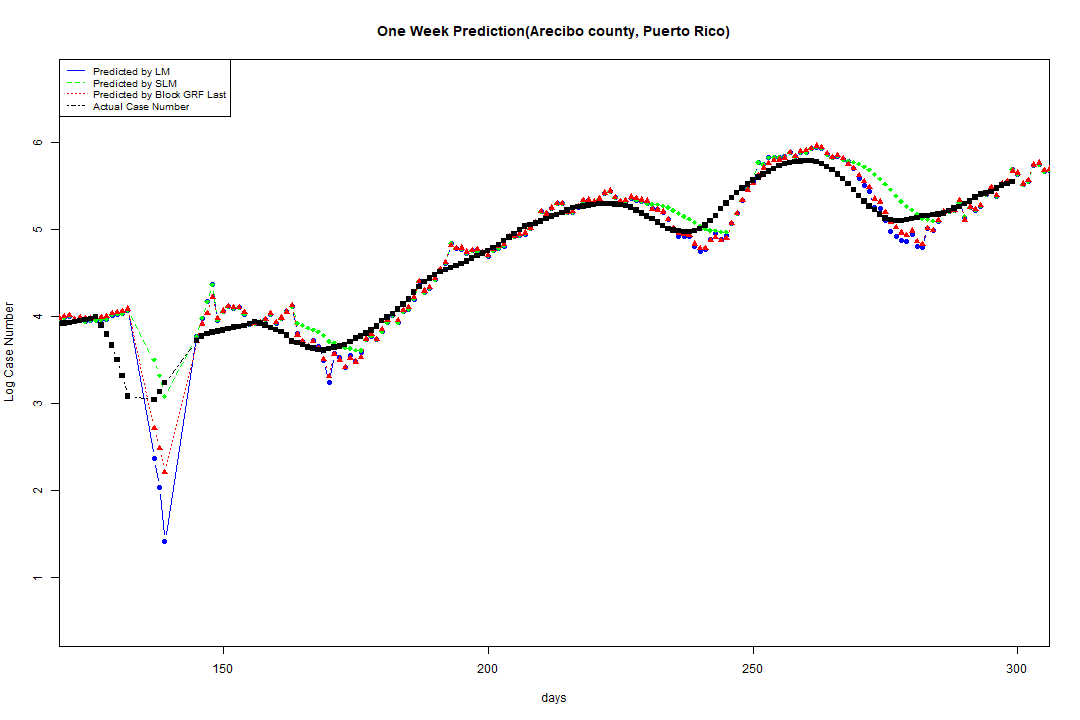 One Week Prediction(Arecibo county, Puerto Rico)
Predicted by LM
Predicted by SLM
Predicted by Block GRF Last
Actual Case Number
6
5
4
3
2
1
Log Case Number
150 200 250 300
days